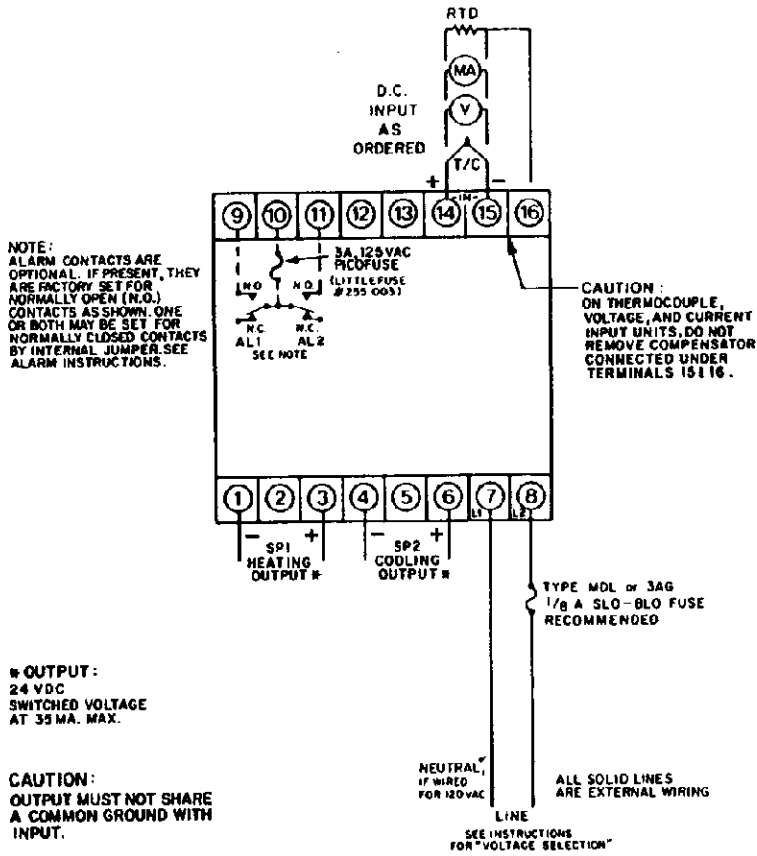 RTD
MA
D.C.
INPUT
AS
ORDERED
V
T/C
+ -
9 10 11 12 13 14 -IN- 15 16
NOTE:
ALARM CONTACTS ARE
OPTIONAL. IF PRESENT, THEY
ARE FACTORY SET FOR
NORMALLY OPEN (N.O.)
CONTACTS AS SHOWN. ONE
OR BOTH MAY BE SET FOR
NORMALLY CLOSED CONTACTS
BY INTERNAL JUMPER. SEE
ALARM INSTRUCTIONS.
3A, 125VAC
PICOFUSE
(LITTLEFUSE
#255 003)
N.O. N.O.
N.C. N.C.
AL1 AL2
SEE NOTE
CAUTION:
ON THERMOCOUPLE,
VOLTAGE, AND CURRENT
INPUT UNITS, DO NOT
REMOVE COMPENSATOR
CONNECTED UNDER
TERMINALS 15&16.
1 2 3 4 5 6 7 8
L1 L2
- + - +
SP1
HEATING
OUTPUT *
SP2
COOLING
OUTPUT *
TYPE MDL or 3AG
1/8 A SLO-BLO FUSE
RECOMMENDED
* OUTPUT:
24 VDC
SWITCHED VOLTAGE
AT 35 MA. MAX.
CAUTION:
OUTPUT MUST NOT SHARE
A COMMON GROUND WITH
INPUT.
NEUTRAL,
IF WIRED
FOR 120VAC
ALL SOLID LINES
ARE EXTERNAL WIRING
LINE
SEE INSTRUCTIONS
FOR "VOLTAGE SELECTION"